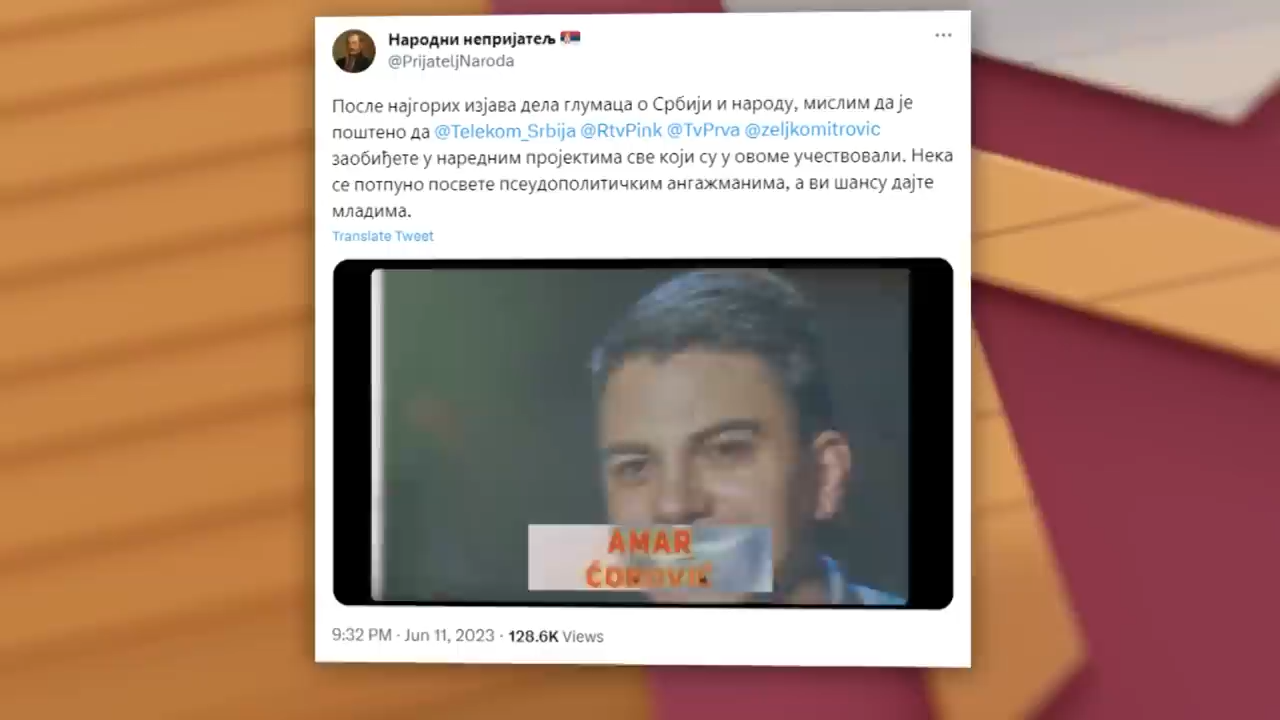 Народни непријатељ
@PrijateljNaroda
После најгорих изјава дела глумаца о Србији и народу, мислим да је
поштено да @Telekom_Srbija @RtvPink @TvPrva @zeljkomitrovic
заобиђете у наредним пројектима све који су у овоме учествовали. Нека
се потпуно посвете псеудополитичким ангажманима, а ви шансу дајте
младима.
Translate Tweet
AMAR
ĆOROVIĆ
9:32 PM · Jun 11, 2023 · 128.6K Views